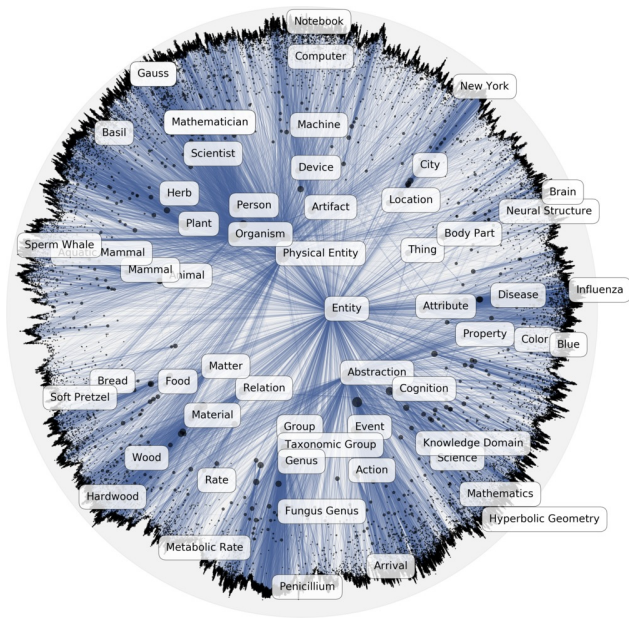 Notebook
Computer
Gauss
New York
Mathematician
Machine
Basil
Scientist
City
Device
Herb
Brain
Location
Person
Artifact
Neural Structure
Plant
Organism
Body Part
Sperm Whale
Thing
Aquatic Mammal
Physical Entity
Mammal
Animal
Influenza
Disease
Attribute
Entity
Property
Color
Blue
Matter
Abstraction
Bread
Food
Relation
Cognition
Soft Pretzel
Material
Group
Event
Taxonomic Group
Knowledge Domain
Wood
Genus
Science
Action
Rate
Hardwood
Mathematics
Fungus Genus
Hyperbolic Geometry
Metabolic Rate
Arrival
Penicillium